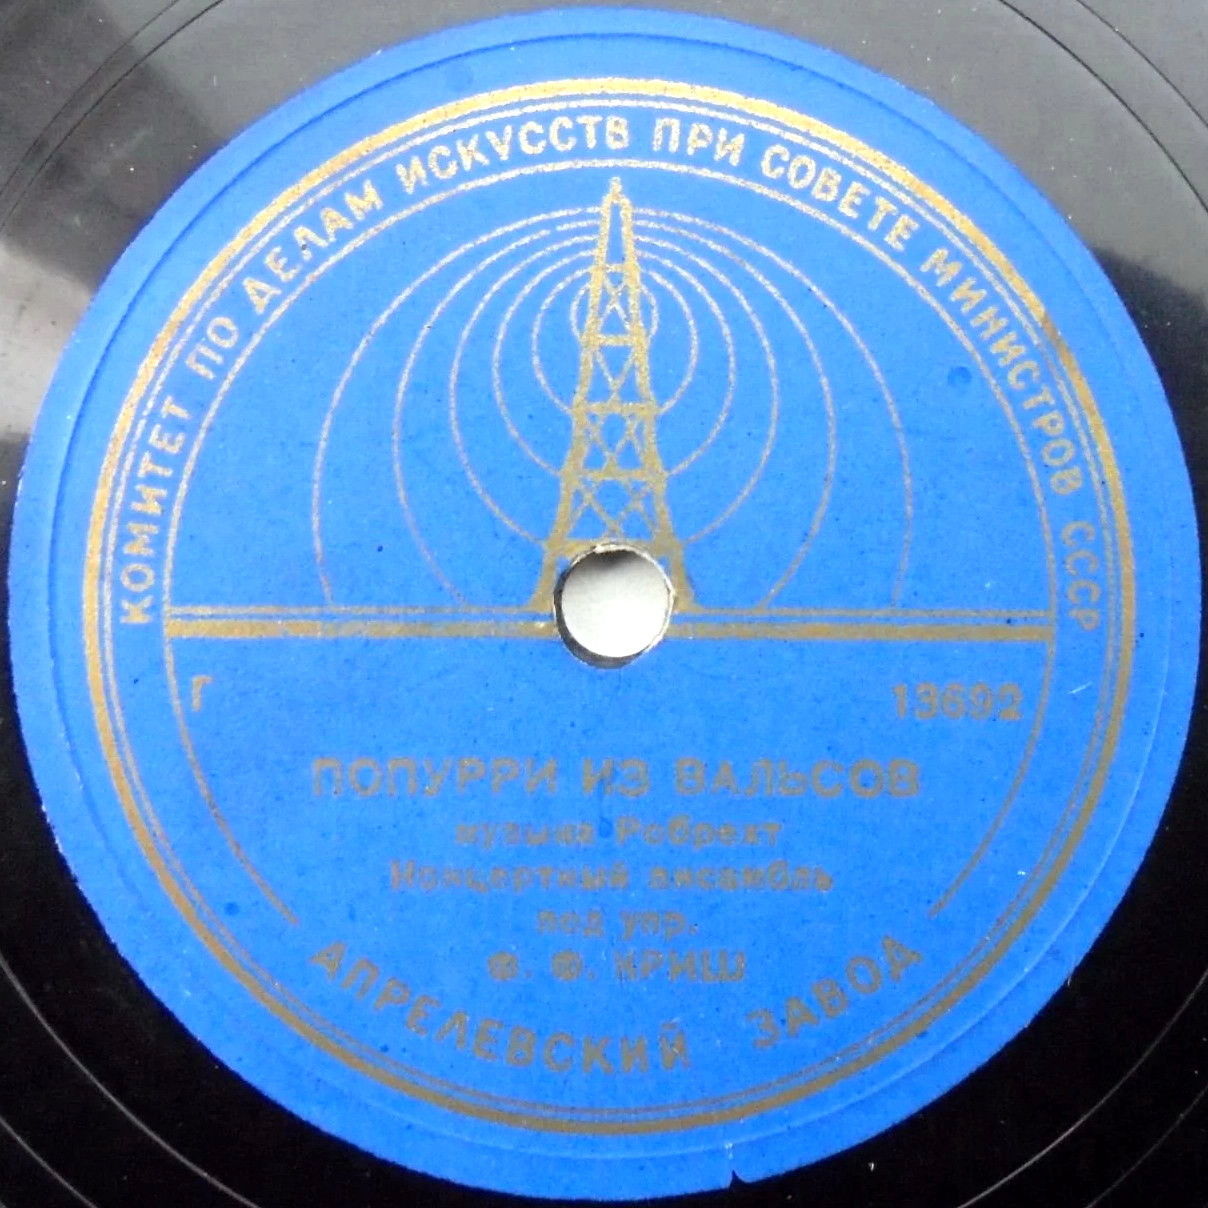 КОМИТЕТ ПО ДЕЛАМ ИСКУССТВ ПРИ СОВЕТЕ МИНИСТРОВ СССР
Г 13692
ПОПУРРИ ИЗ ВАЛЬСОВ
музыка Робрехт
Концертный ансамбль
под упр.
Ф. Ф. КРИШ
АПРЕЛЕВСКИЙ ЗАВОД